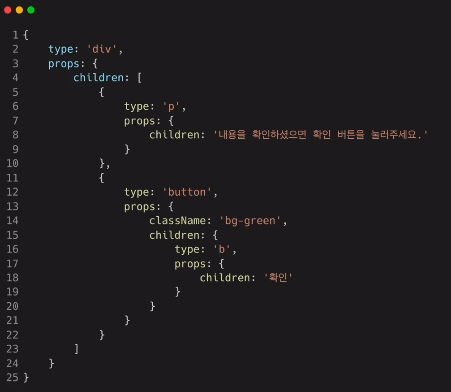 1 {
2     type: 'div',
3     props: {
4         children: [
5             {
6                 type: 'p',
7                 props: {
8                     children: '내용을 확인하셨으면 확인 버튼을 눌러주세요.'
9                 }
10             },
11             {
12                 type: 'button',
13                 props: {
14                     className: 'bg-green',
15                     children: {
16                         type: 'b',
17                         props: {
18                             children: '확인'
19                         }
20                     }
21                 }
22             }
23         ]
24     }
25 }